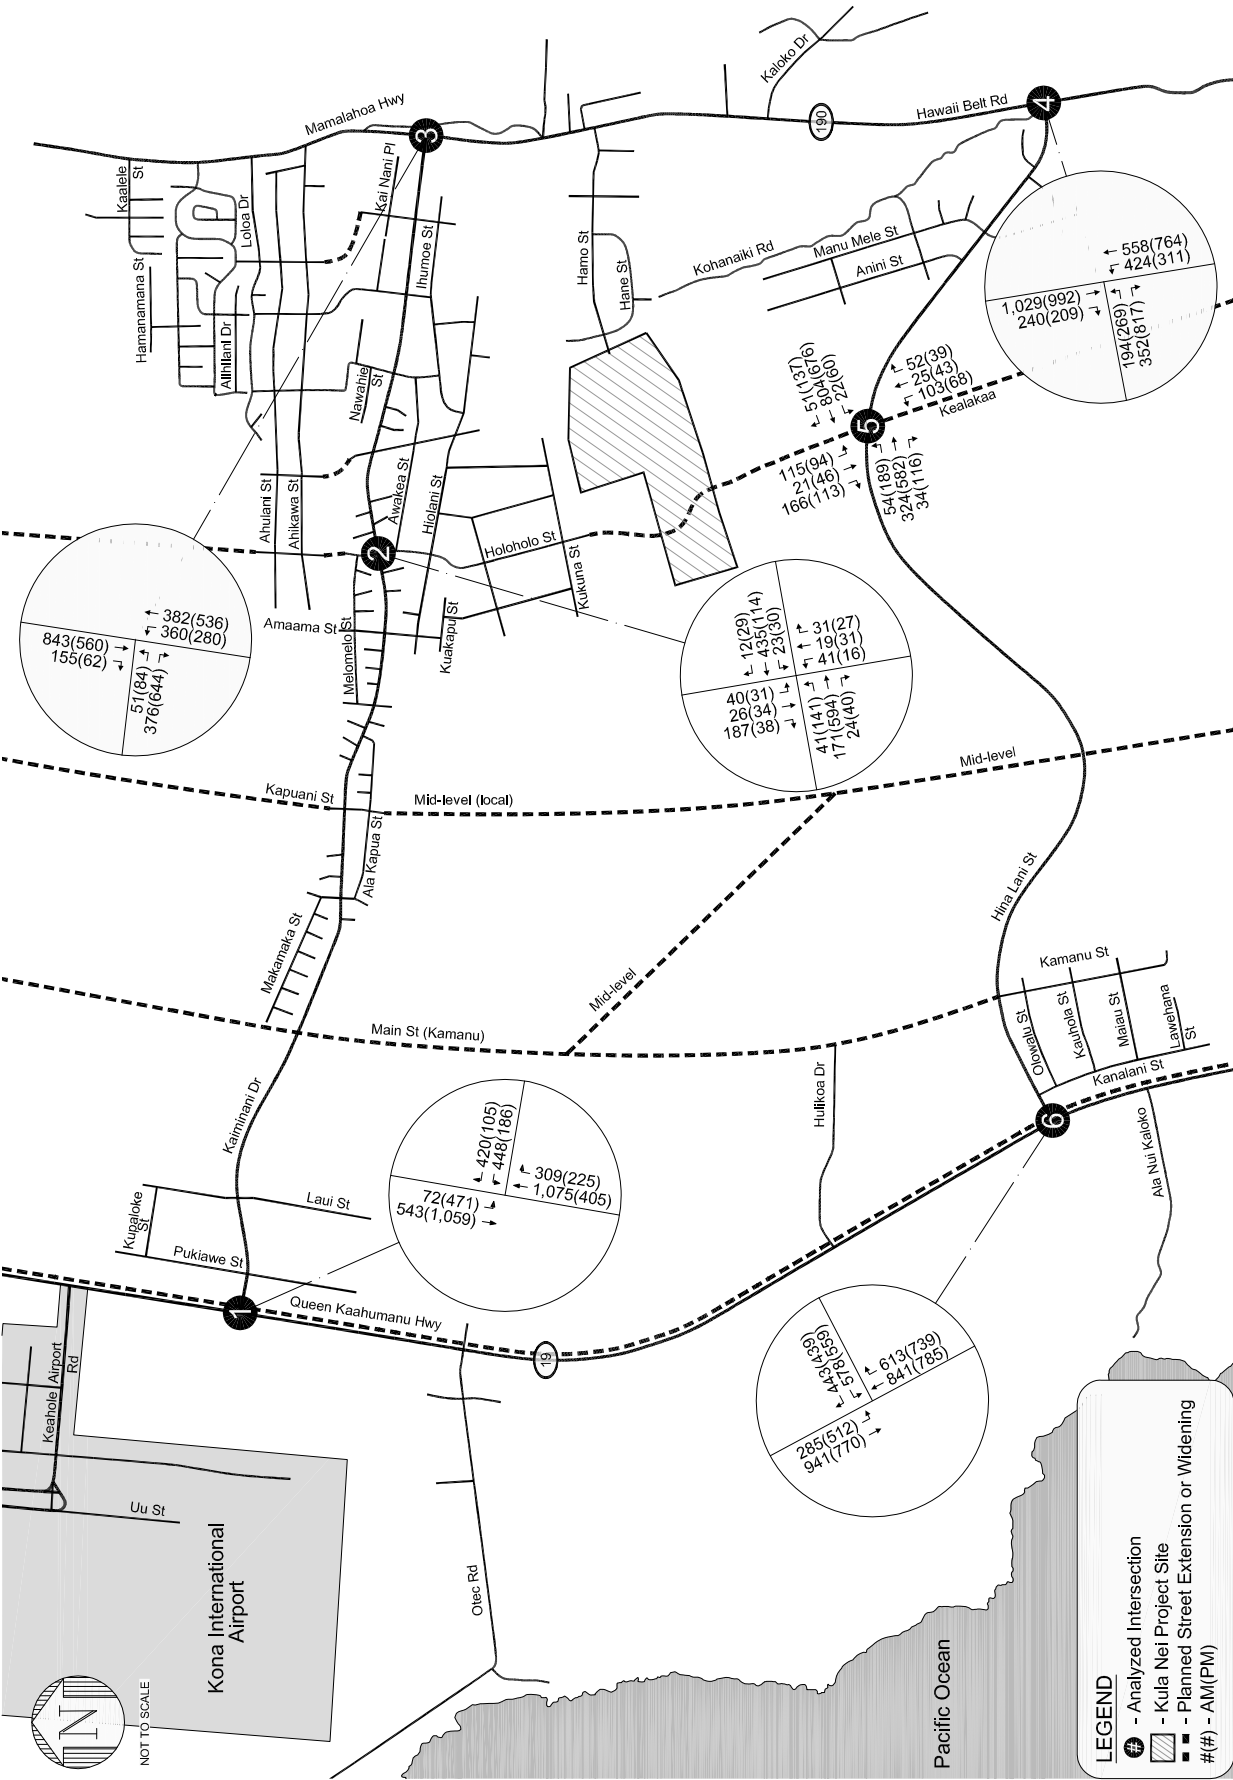 Mamalahoa Hwy
Kaalele
St
Hamanamana St
Loloa Dr
Kai Nani Pl
AlihIlanI Dr
Ihumoe St
Nawahie
St
Ahulani St
Ahikawa St
Awakea St
Hiolani St
Holoholo St
Kukuna St
Amaama St
Melomelo St
Kuakapu St
Hamo St
Hane St
Kaloko Dr
Hawaii Belt Rd
190
Kohanaiki Rd
Manu Mele St
Anini St
Kealakaa
1
2
3
4
5
6
558(764)
424(311)
1,029(992)
240(209)
194(269)
352(817)
51(137)
804(676)
22(60)
52(39)
25(43)
103(68)
115(94)
21(46)
166(113)
54(189)
324(582)
34(116)
382(536)
360(280)
843(560)
155(62)
51(84)
376(644)
12(29)
435(114)
23(30)
31(27)
19(31)
41(16)
40(31)
26(34)
187(38)
41(141)
171(594)
24(40)
Kapuani St
Mid-level (local)
Mid-level
Ala Kapua St
Makamaka St
Mid-level
Main St (Kamanu)
Hina Lani St
Kaiminani Dr
Kamanu St
Olowalu St
Kauhola St
Maiau St
Lawehana
St
Kanalani St
Hulikoa Dr
Ala Nui Kaloko
Kupaloke
St
Laui St
Pukiawe St
Queen Kaahumanu Hwy
19
420(105)
448(186)
309(225)
1,075(405)
72(471)
543(1,059)
443(439)
578(559)
613(739)
841(785)
285(512)
941(770)
Keahole Airport
Rd
Uu St
Otec Rd
Kona International
Airport
Pacific Ocean
N
NOT TO SCALE
LEGEND
# - Analyzed Intersection
- Kula Nei Project Site
- Planned Street Extension or Widening
#(#) - AM(PM)